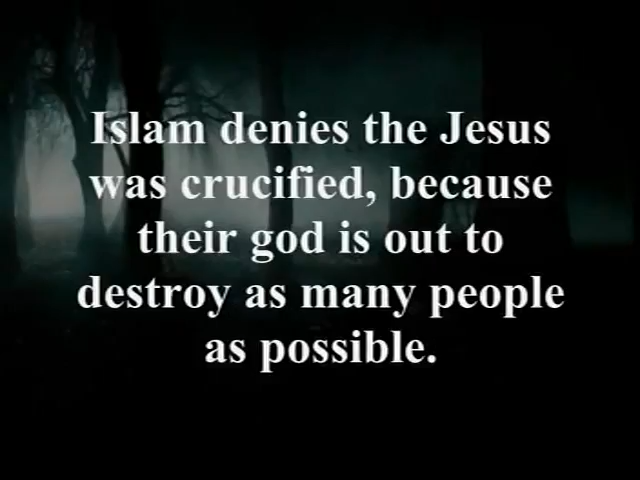 Islam denies the Jesus
was crucified, because
their god is out to
destroy as many people
as possible.